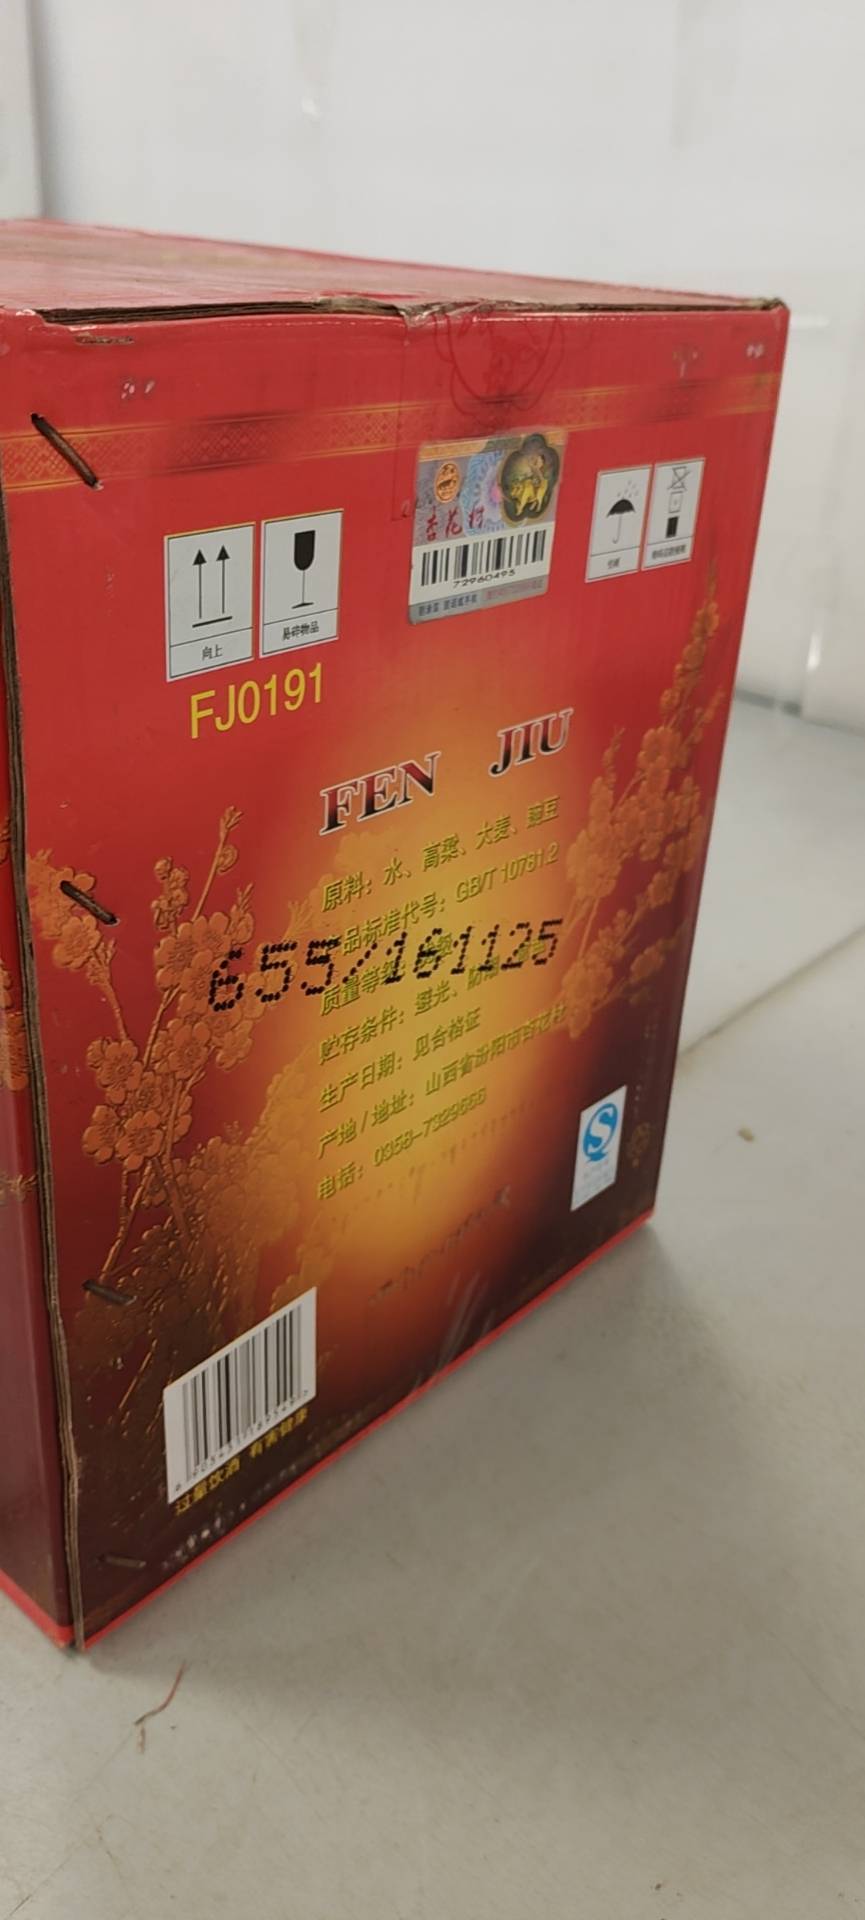 杏花村
72960495
向上
易碎物品
FJ0191
FEN JIU
原料：水、高粱、大麦、豌豆
产品标准代号：GB/T 10781.2
655/181125
质量等级
贮存条件：避光、防
生产日期：见合格证
产地/地址：山西省汾阳市杏花村
电话：0358-7329666
过量饮酒 有害健康